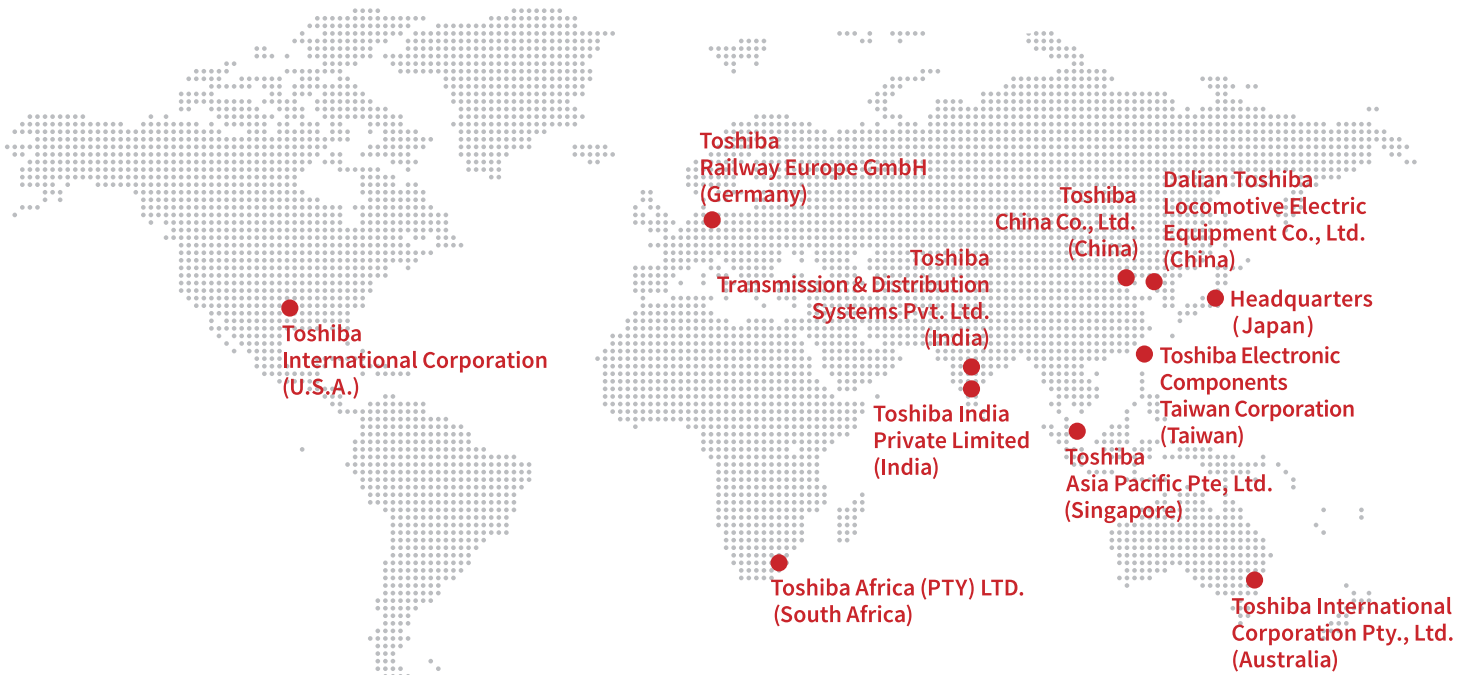 Toshiba
Railway Europe GmbH
(Germany)
Toshiba
China Co., Ltd.
(China)
Dalian Toshiba
Locomotive Electric
Equipment Co., Ltd.
(China)
Toshiba
Transmission & Distribution
Systems Pvt. Ltd.
(India)
Headquarters
(Japan)
Toshiba
International Corporation
(U.S.A.)
Toshiba Electronic
Components
Taiwan Corporation
(Taiwan)
Toshiba India
Private Limited
(India)
Toshiba
Asia Pacific Pte, Ltd.
(Singapore)
Toshiba Africa (PTY) LTD.
(South Africa)
Toshiba International
Corporation Pty., Ltd.
(Australia)